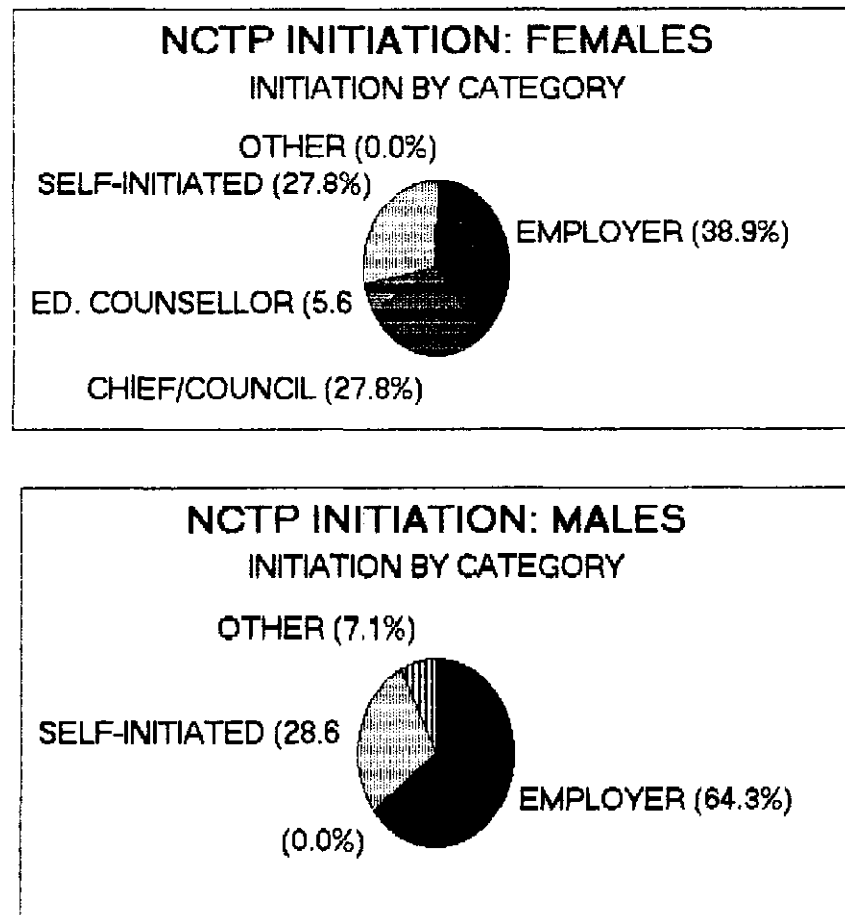 NCTP INITIATION: FEMALES
INITIATION BY CATEGORY
OTHER (0.0%)
SELF-INITIATED (27.8%)
EMPLOYER (38.9%)
ED. COUNSELLOR (5.6
CHIEF/COUNCIL (27.8%)
NCTP INITIATION: MALES
INITIATION BY CATEGORY
OTHER (7.1%)
SELF-INITIATED (28.6
EMPLOYER (64.3%)
(0.0%)